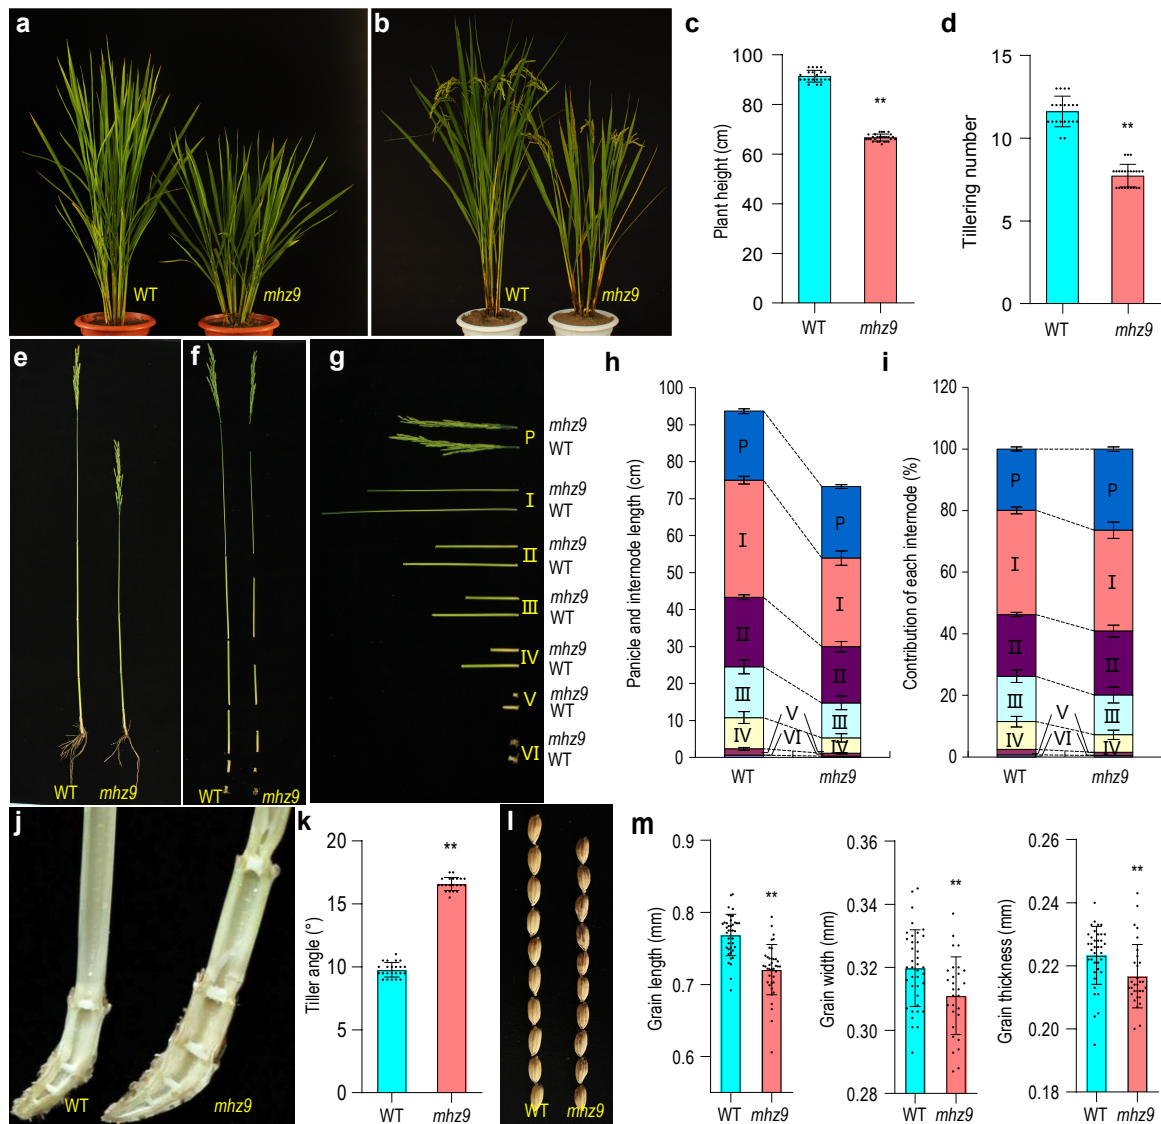 a
WT
mhz9
b
WT
mhz9
c
Plant height (cm)
100
80
60
40
20
0
**
WT
mhz9
d
Tillering number
15
10
5
0
**
WT
mhz9
e
WT
mhz9
f
WT
mhz9
g
P
mhz9
WT
I
mhz9
WT
II
mhz9
WT
III
mhz9
WT
IV
mhz9
WT
V
mhz9
WT
VI
mhz9
WT
h
Panicle and internode length (cm)
100
90
80
70
60
50
40
30
20
10
0
P
I
II
III
IV
V
VI
P
I
II
III
IV
WT
mhz9
i
Contribution of each internode (%)
120
100
80
60
40
20
0
P
I
II
III
IV
V
VI
P
I
II
III
IV
WT
mhz9
j
WT
mhz9
k
Tiller angle (°)
20
15
10
5
0
**
WT
mhz9
l
WT
mhz9
m
Grain length (mm)
0.9
0.8
0.7
0.6
**
WT
mhz9
Grain width (mm)
0.36
0.34
0.32
0.30
0.28
**
WT
mhz9
Grain thickness (mm)
0.26
0.24
0.22
0.20
0.18
**
WT
mhz9